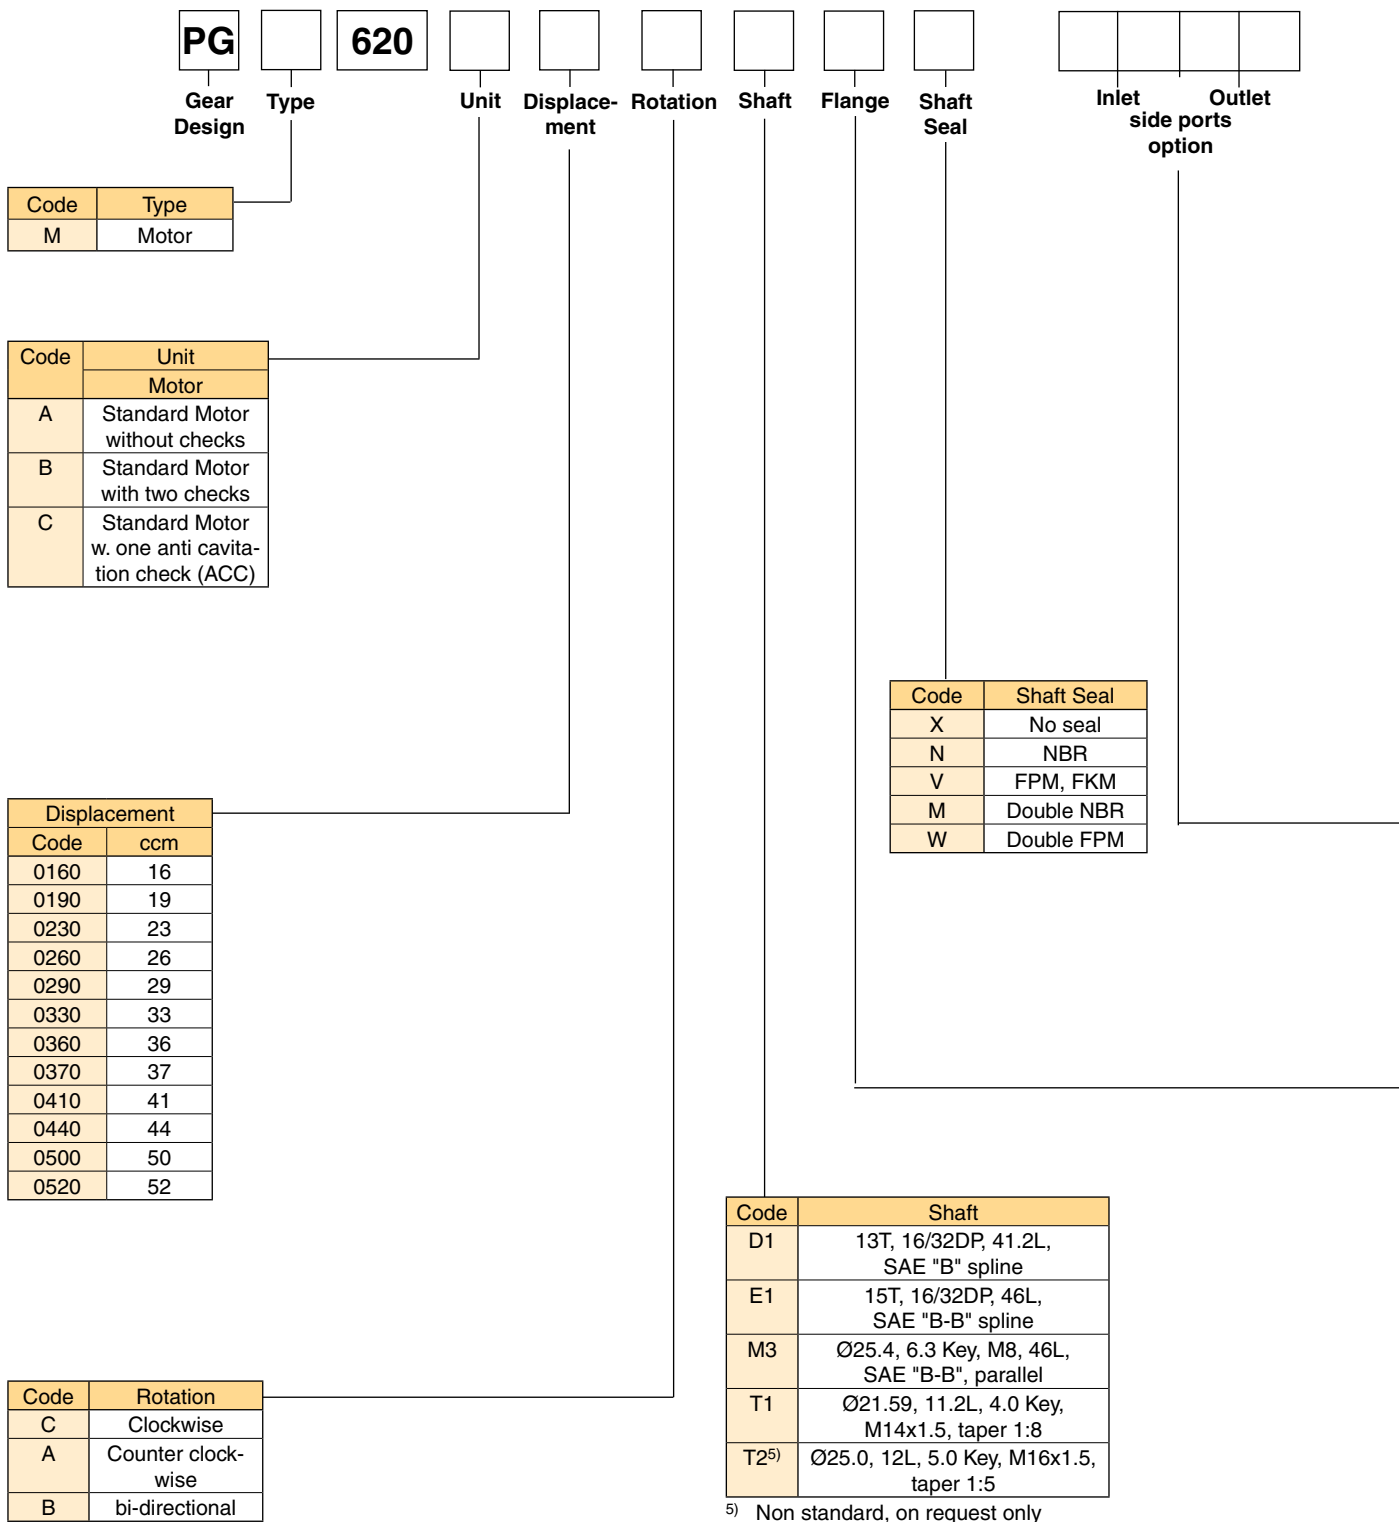 PG 620
Gear Design
Type
Unit
Displace-
ment
Rotation
Shaft
Flange
Shaft
Seal
Inlet Outlet
side ports
option
Code Type
M Motor
Code Unit
Motor
A Standard Motor
without checks
B Standard Motor
with two checks
C Standard Motor
w. one anti cavita-
tion check (ACC)
Code Shaft Seal
X No seal
N NBR
V FPM, FKM
M Double NBR
W Double FPM
Displacement
Code ccm
0160 16
0190 19
0230 23
0260 26
0290 29
0330 33
0360 36
0370 37
0410 41
0440 44
0500 50
0520 52
Code Shaft
D1 13T, 16/32DP, 41.2L,
SAE "B" spline
E1 15T, 16/32DP, 46L,
SAE "B-B" spline
M3 Ø25.4, 6.3 Key, M8, 46L,
SAE "B-B", parallel
T1 Ø21.59, 11.2L, 4.0 Key,
M14x1.5, taper 1:8
T2⁵⁾ Ø25.0, 12L, 5.0 Key, M16x1.5,
taper 1:5
⁵⁾ Non standard, on request only
Code Rotation
C Clockwise
A Counter clock-
wise
B bi-directional